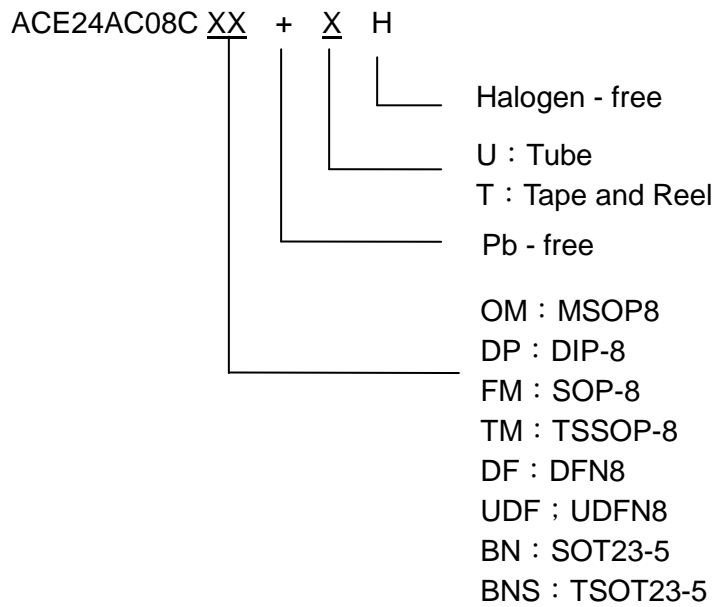 ACE24AC08C XX + X H
Halogen - free
U：Tube
T：Tape and Reel
Pb - free
OM：MSOP8
DP：DIP-8
FM：SOP-8
TM：TSSOP-8
DF：DFN8
UDF；UDFN8
BN：SOT23-5
BNS：TSOT23-5